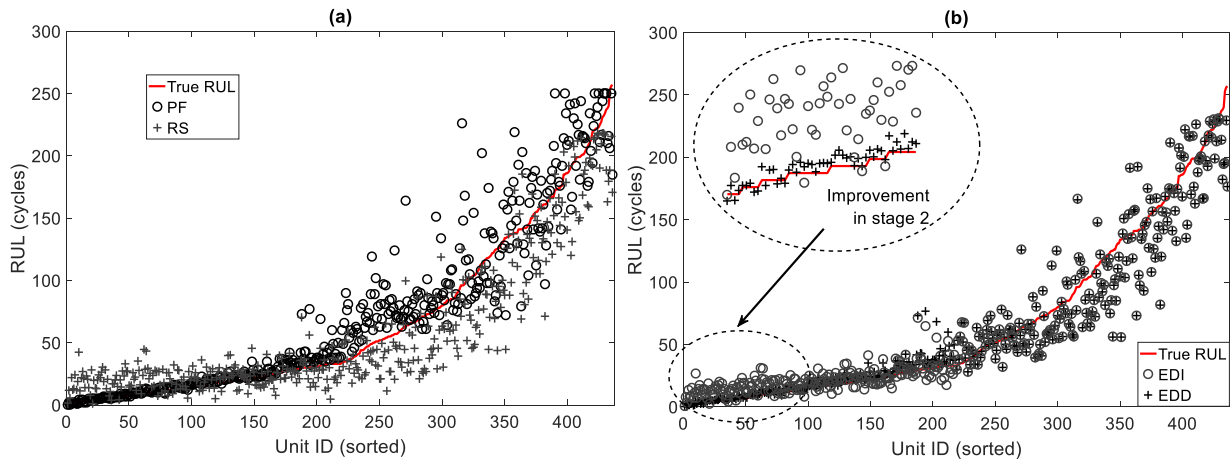 (a)
300
250
200
150
100
50
0
RUL (cycles)
True RUL
PF
RS
0 50 100 150 200 250 300 350 400
Unit ID (sorted)
(b)
300
250
200
150
100
50
0
RUL (cycles)
Improvement
in stage 2
True RUL
EDI
EDD
0 50 100 150 200 250 300 350 400
Unit ID (sorted)